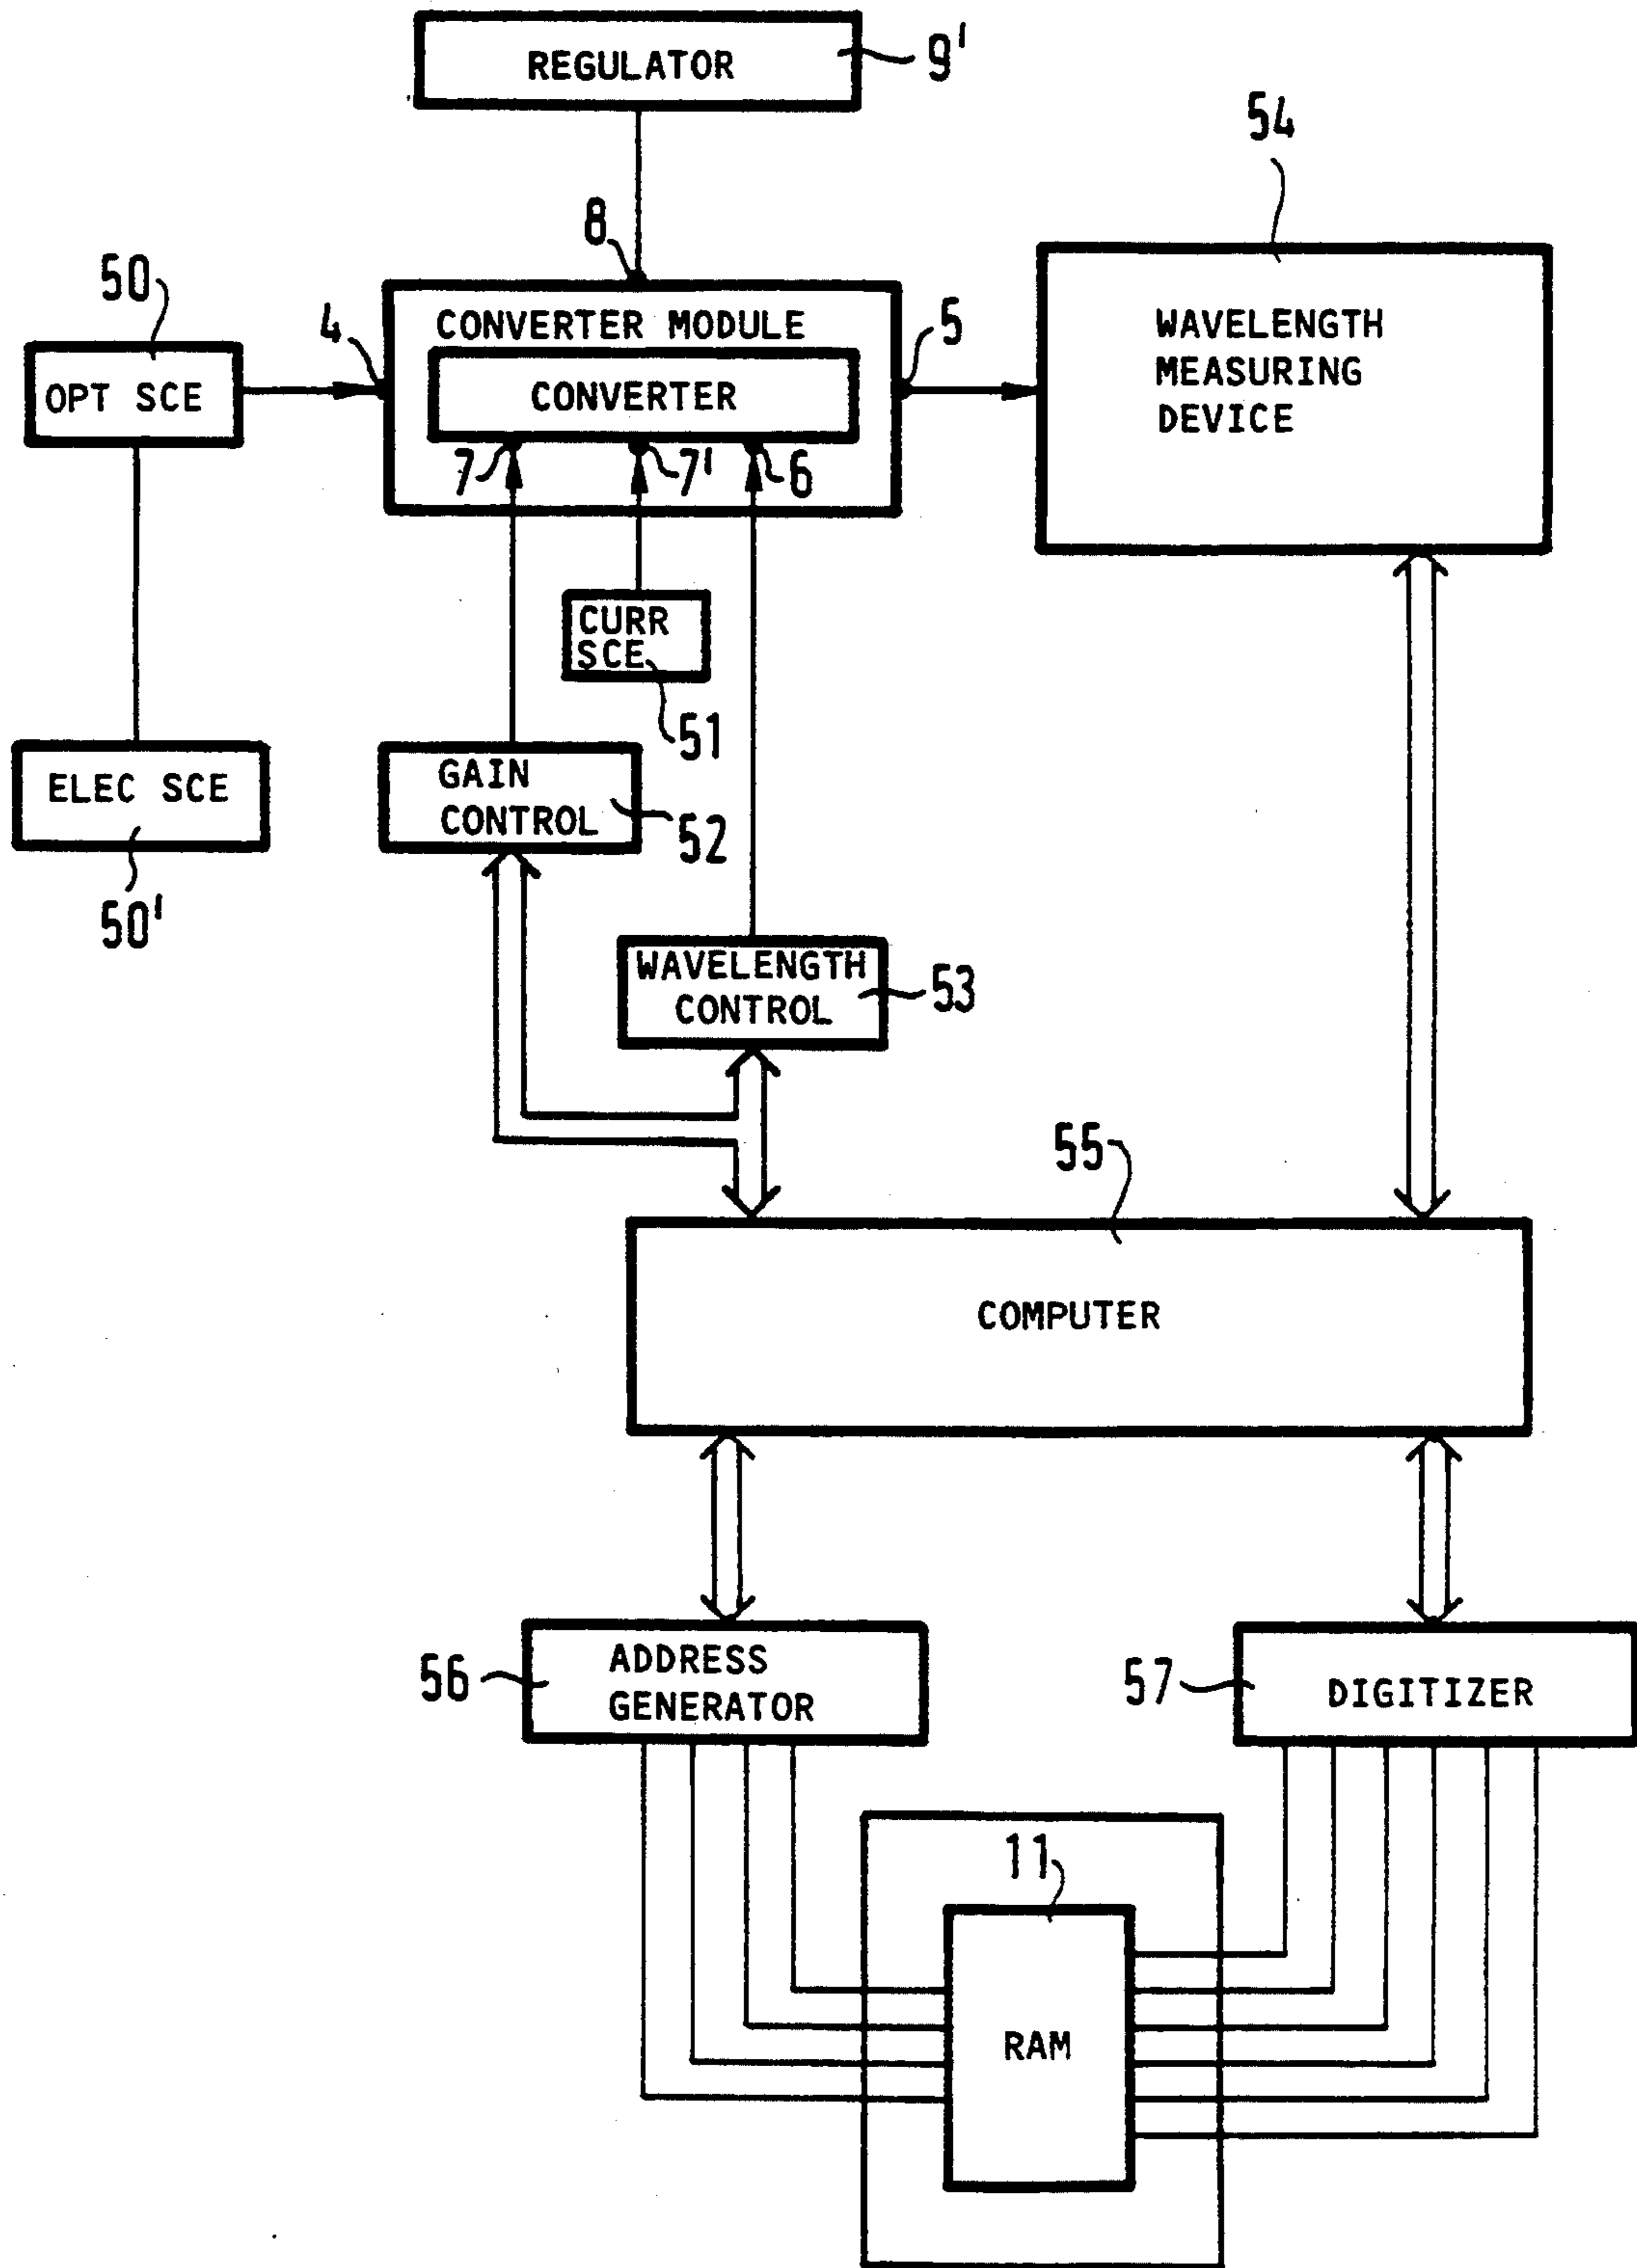 REGULATOR
9'
54
8
50
4
CONVERTER MODULE
5
WAVELENGTH
MEASURING
DEVICE
OPT SCE
CONVERTER
7
7'
6
CURR
SCE
51
ELEC SCE
GAIN
CONTROL
52
50'
WAVELENGTH
CONTROL
53
55
COMPUTER
56
ADDRESS
GENERATOR
57
DIGITIZER
11
RAM